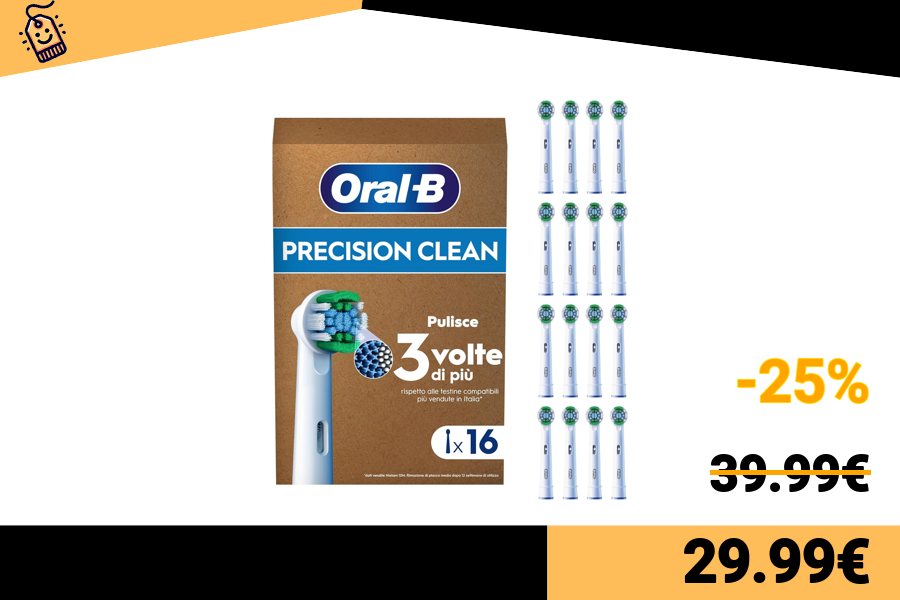 Oral-B
PRECISION CLEAN
Pulisce
3 volte
di più
rispetto alle testine compatibili
più vendute in Italia*
x16
-25%
39.99€
29.99€